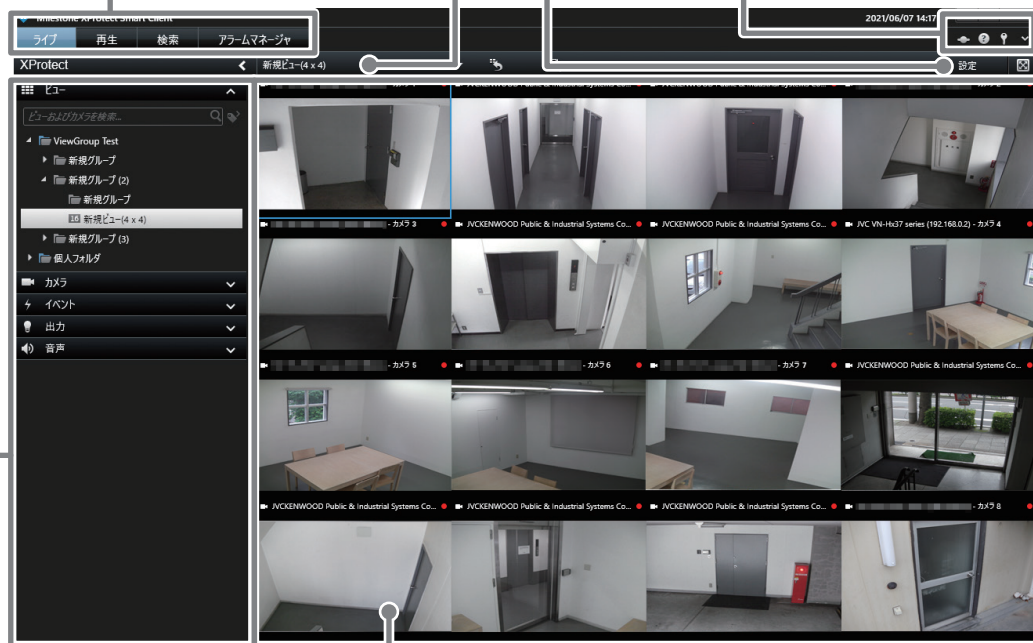 Milestone XProtect Smart Client
2021/06/07 14:17
ライブ 再生 検索 アラームマネージャ
XProtect 新規ビュー(4 x 4) 設定
ビュー
ビューおよびカメラを検索...
ViewGroup Test
新規グループ
新規グループ (2)
新規グループ
16 新規ビュー(4 x 4)
新規グループ (3)
個人フォルダ
カメラ
イベント
出力
音声
- カメラ 3 JVCKENWOOD Public & Industrial Systems Co... JVCKENWOOD Public & Industrial Systems Co... JVC VN-Hx37 series (192.168.0.2) - カメラ 4
- カメラ 5 - カメラ 6 - カメラ 7 JVCKENWOOD Public & Industrial Systems Co...
JVCKENWOOD Public & Industrial Systems Co... JVCKENWOOD Public & Industrial Systems Co... JVCKENWOOD Public & Industrial Systems Co... - カメラ 8